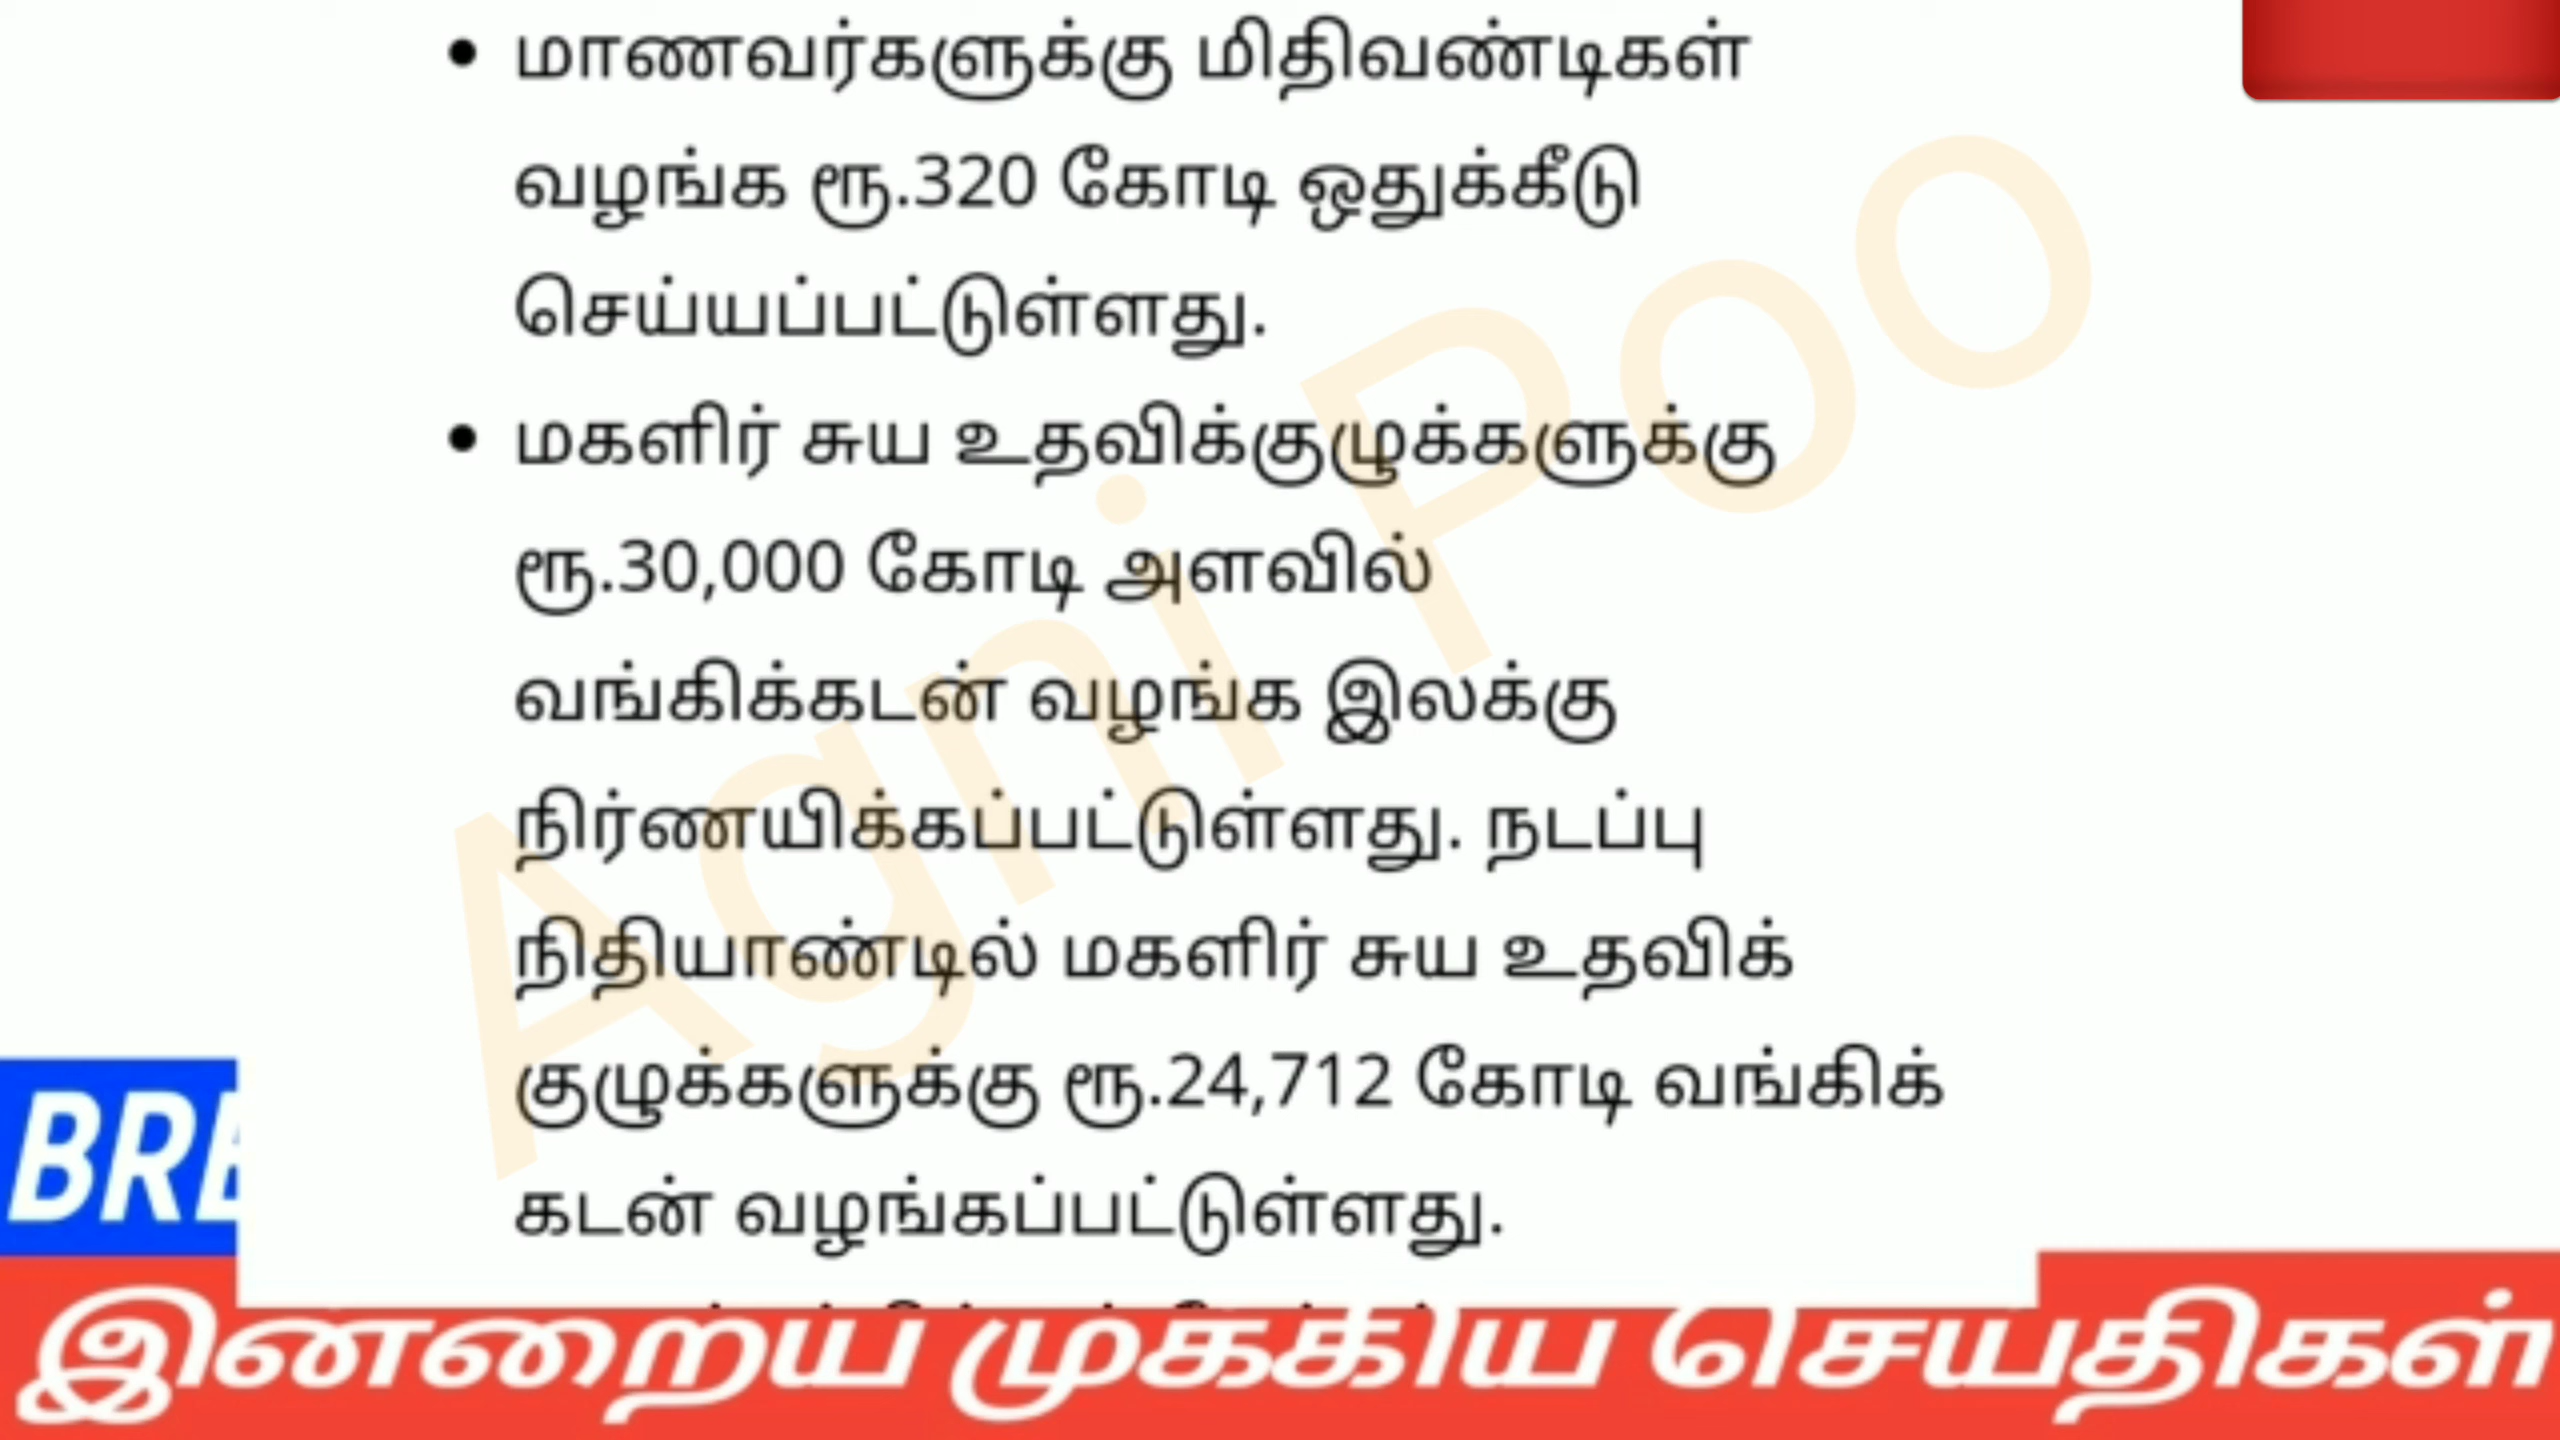 • மாணவர்களுக்கு மிதிவண்டிகள்
வழங்க ரூ.320 கோடி ஒதுக்கீடு
செய்யப்பட்டுள்ளது.
• மகளிர் சுய உதவிக்குழுக்களுக்கு
ரூ.30,000 கோடி அளவில்
வங்கிக்கடன் வழங்க இலக்கு
நிர்ணயிக்கப்பட்டுள்ளது. நடப்பு
நிதியாண்டில் மகளிர் சுய உதவிக்
குழுக்களுக்கு ரூ.24,712 கோடி வங்கிக்
கடன் வழங்கப்பட்டுள்ளது.
Agni Poo
இன்றைய முக்கிய செய்திகள்